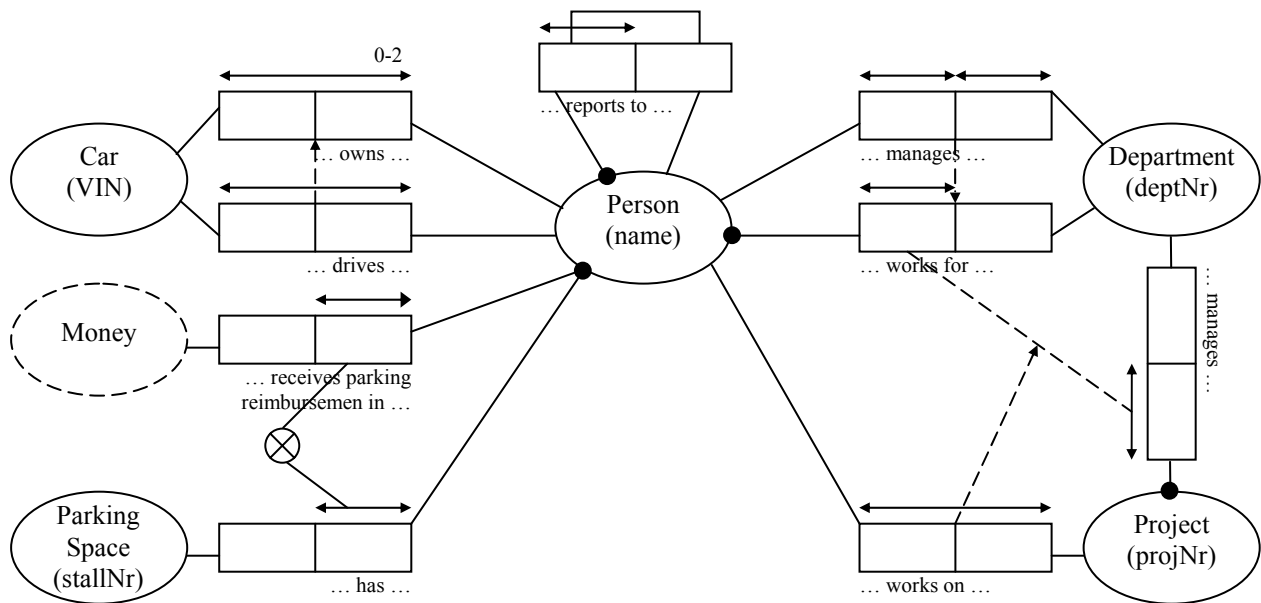 0-2
… reports to …
… owns …
… manages …
Car
(VIN)
Department
(deptNr)
Person
(name)
… drives …
… works for …
… manages …
Money
… receives parking
reimbursemen in …
Parking
Space
(stallNr)
Project
(projNr)
… has …
… works on …